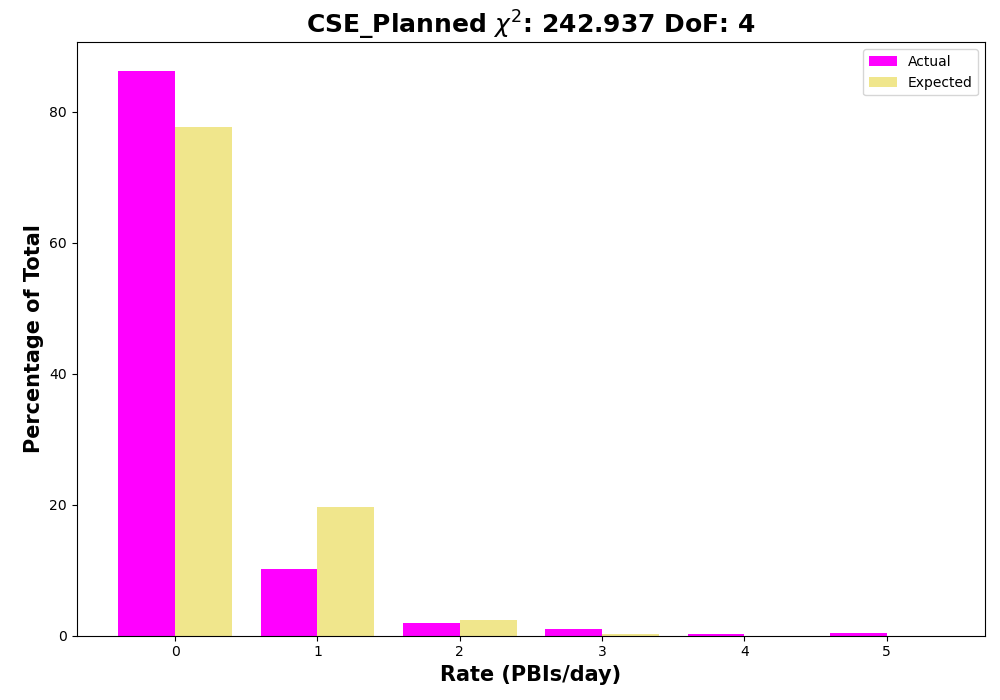 CSE_Planned χ²: 242.937 DoF: 4
Actual
Expected
80
60
40
20
0
Percentage of Total
0 1 2 3 4 5
Rate (PBIs/day)